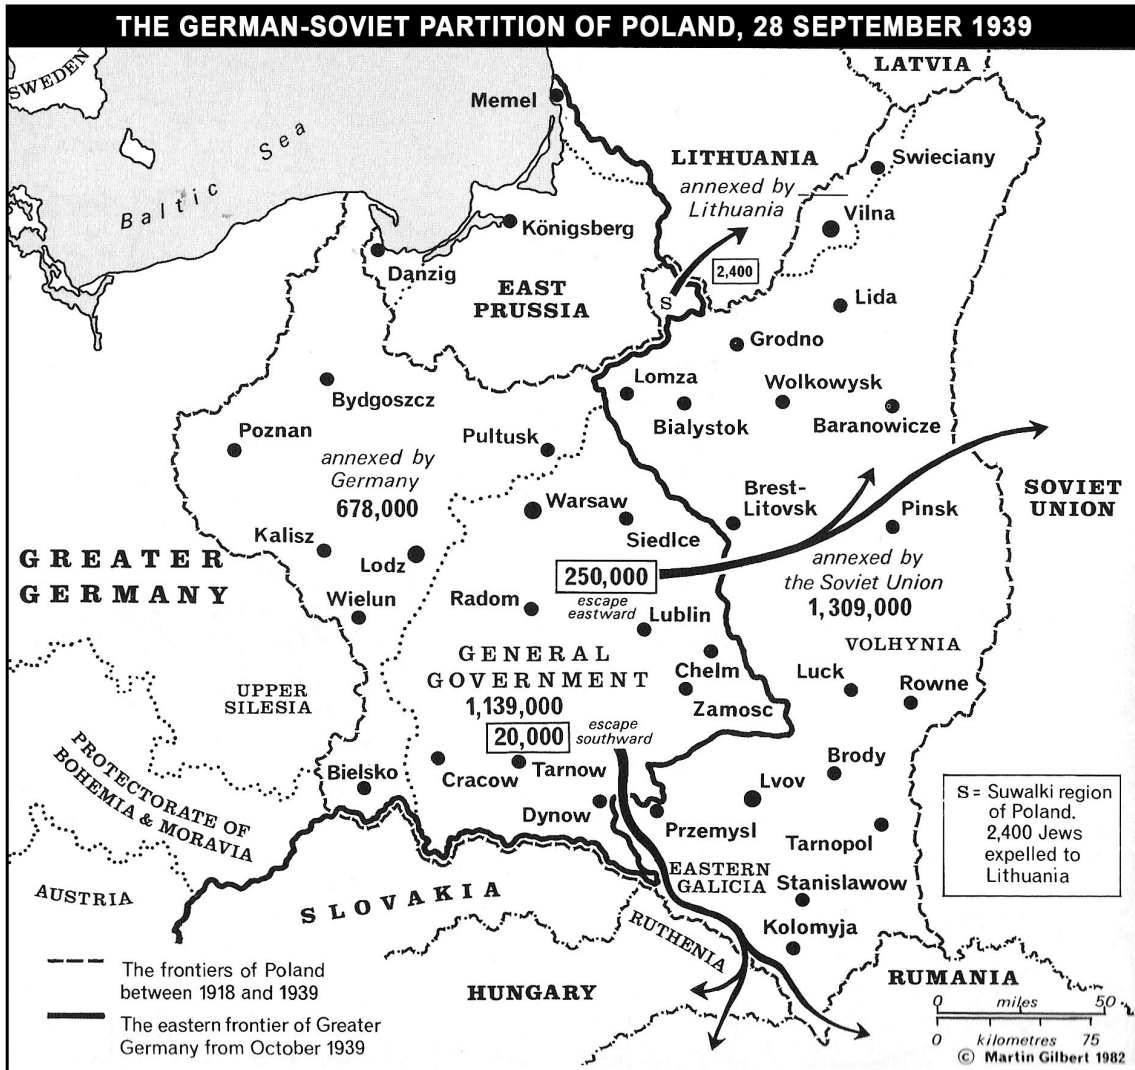 THE GERMAN-SOVIET PARTITION OF POLAND, 28 SEPTEMBER 1939
SWEDEN
LATVIA
Memel
Baltic Sea
LITHUANIA
annexed by
Lithuania
Swieciany
Vilna
Königsberg
Danzig
2,400
EAST
PRUSSIA
S
Lida
Grodno
Lomza
Wolkowysk
Bydgoszcz
Bialystok
Baranowicze
Poznan
Pultusk
annexed by
Germany
678,000
Warsaw
Brest-
Litovsk
Pinsk
SOVIET
UNION
Kalisz
Siedlce
Lodz
GREATER
GERMANY
250,000
escape
eastward
annexed by
the Soviet Union
1,309,000
Wielun
Radom
Lublin
VOLHYNIA
GENERAL
GOVERNMENT
1,139,000
Chelm
Luck
Rowne
UPPER
SILESIA
Zamosc
20,000
escape
southward
PROTECTORATE OF
BOHEMIA & MORAVIA
Bielsko
Cracow
Tarnow
Brody
Lvov
Dynow
Przemysl
Tarnopol
S = Suwalki region
of Poland.
2,400 Jews
expelled to
Lithuania
AUSTRIA
SLOVAKIA
EASTERN
GALICIA
Stanislawow
RUTHENIA
Kolomyja
The frontiers of Poland
between 1918 and 1939
HUNGARY
RUMANIA
The eastern frontier of Greater
Germany from October 1939
0 miles 50
0 kilometres 75
© Martin Gilbert 1982